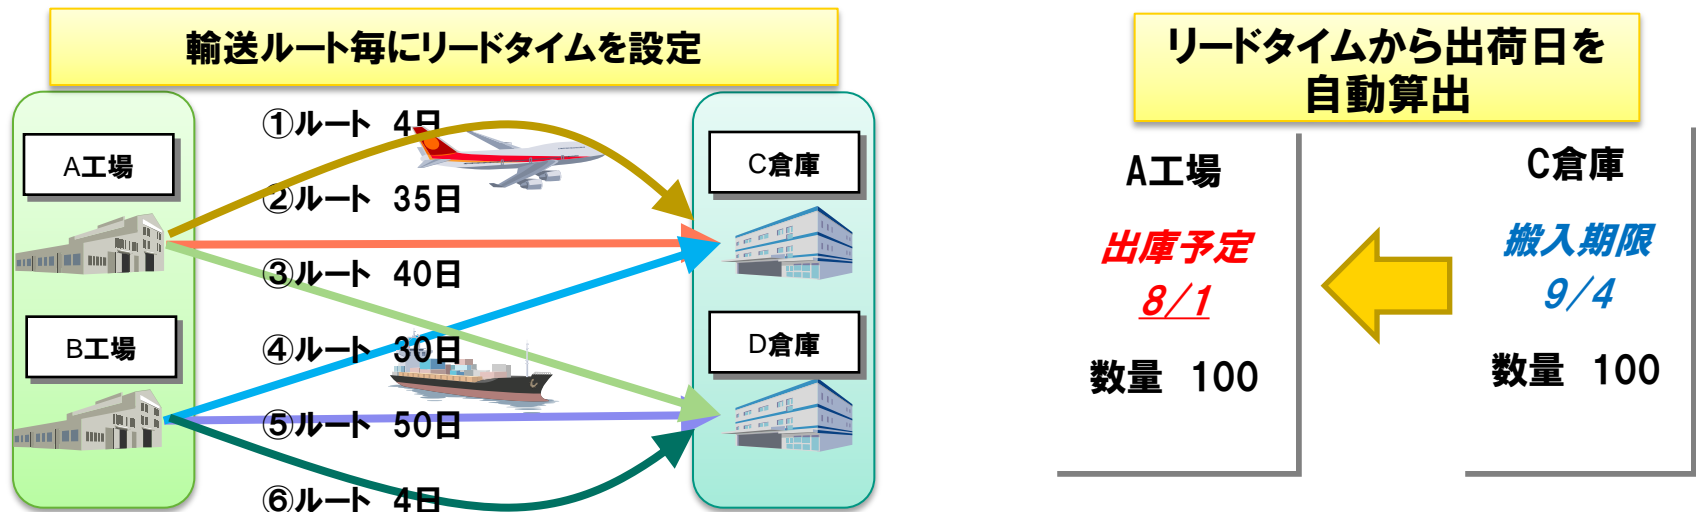 輸送ルート毎にリードタイムを設定
①ルート 4日
②ルート 35日
③ルート 40日
④ルート 30日
⑤ルート 50日
⑥ルート 4日
A工場
B工場
C倉庫
D倉庫
リードタイムから出荷日を
自動算出
A工場
出庫予定
8/1
数量 100
C倉庫
搬入期限
9/4
数量 100